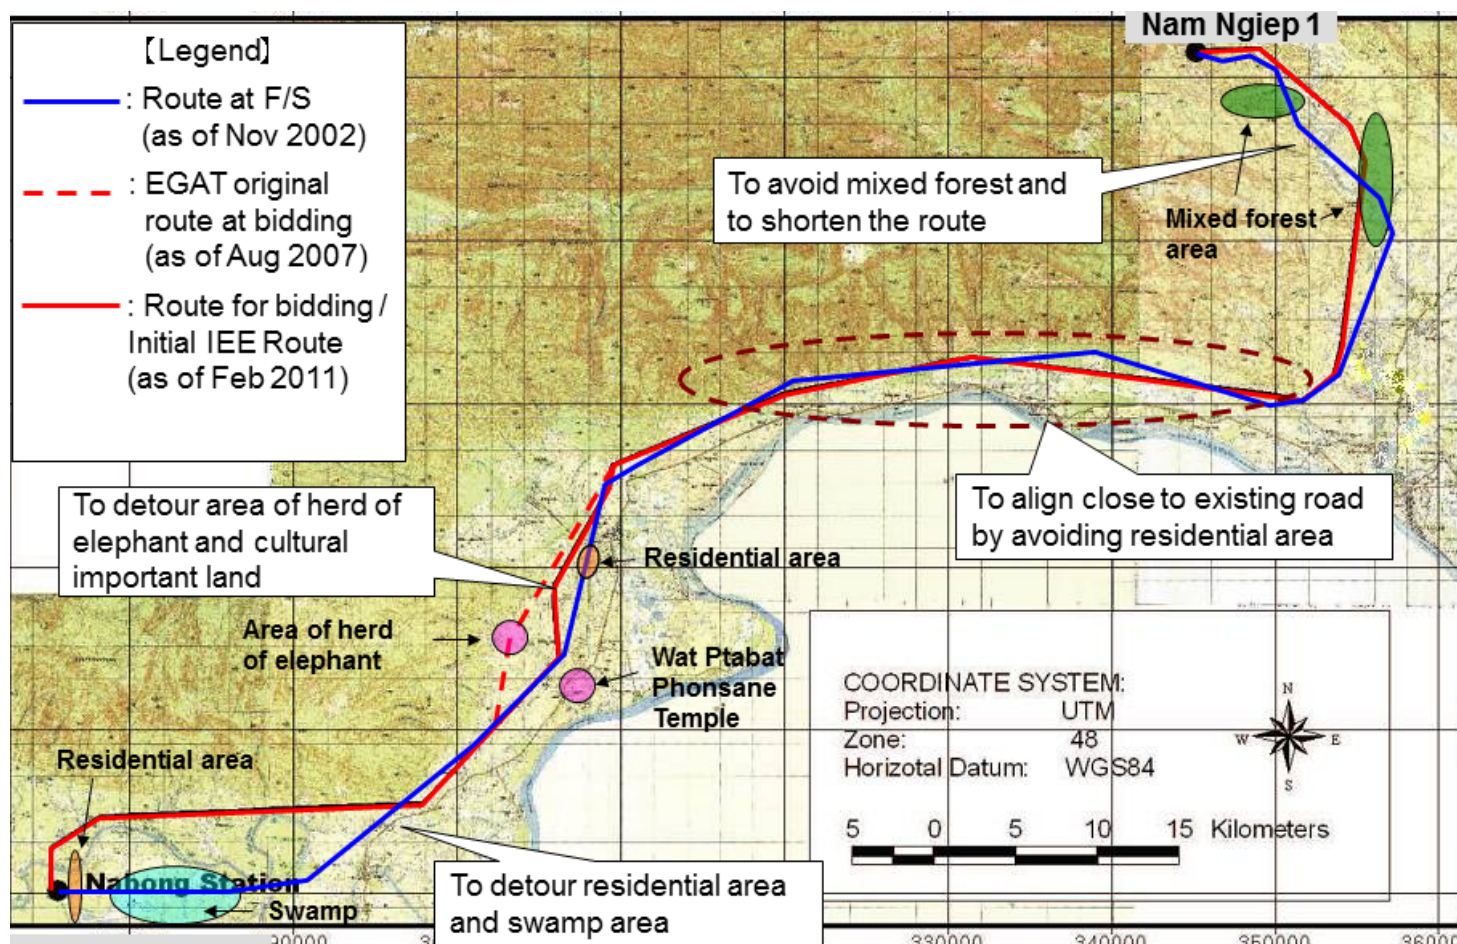 Nam Ngiep 1
【Legend】
: Route at F/S
(as of Nov 2002)
: EGAT original
route at bidding
(as of Aug 2007)
: Route for bidding /
Initial IEE Route
(as of Feb 2011)
To avoid mixed forest and
to shorten the route
Mixed forest
area
To detour area of herd of
elephant and cultural
important land
To align close to existing road
by avoiding residential area
Residential area
Area of herd
of elephant
Wat Ptabat
Phonsane
Temple
COORDINATE SYSTEM:
Projection: UTM
Zone: 48
Horizotal Datum: WGS84
N
W E
S
5 0 5 10 15 Kilometers
Residential area
Nabong Station
Swamp
To detour residential area
and swamp area
330000 340000 350000 360000